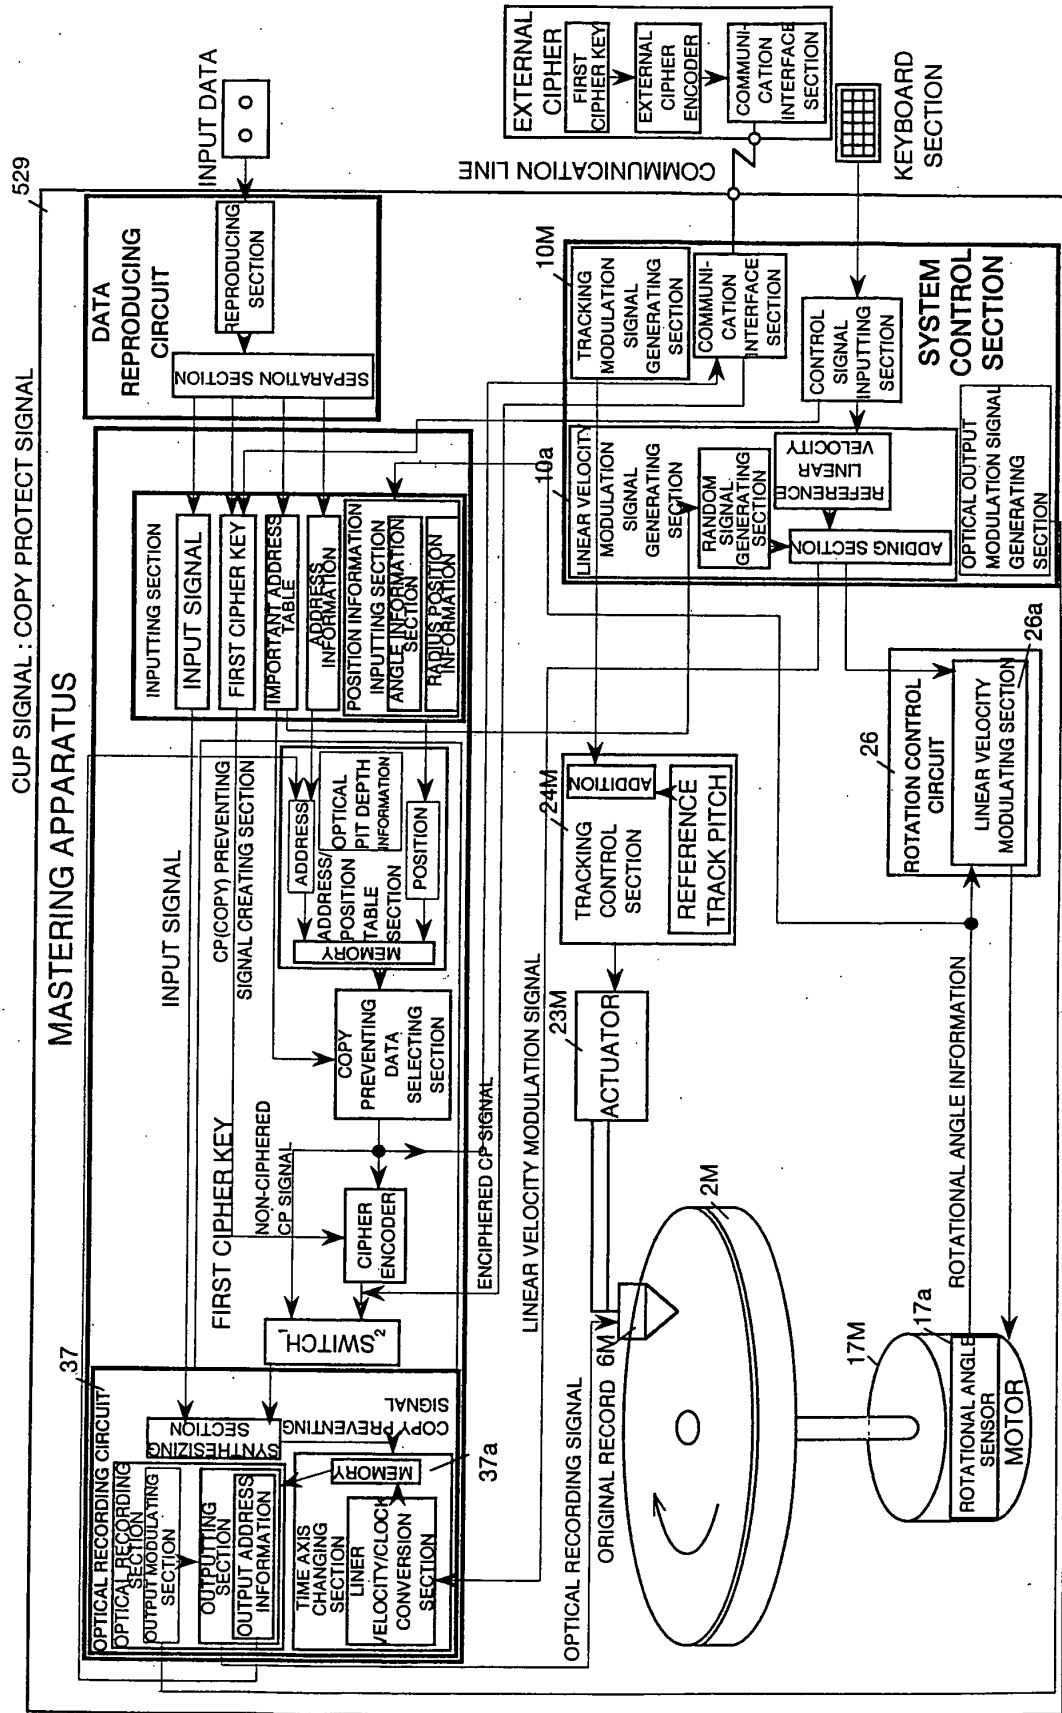 CUP SIGNAL : COPY PROTECT SIGNAL
529
MASTERING APPARATUS
INPUT DATA
DATA
REPRODUCING
CIRCUIT
REPRODUCING
SECTION
SEPARATION SECTION
INPUTTING SECTION
INPUT SIGNAL
FIRST CIPHER KEY
IMPORTANT ADDRESS
TABLE
ADDRESS
INFORMATION
POSITION INFORMATION
INPUTTING SECTION
ANGLE INFORMATION
SECTION
RADIUS POSITION
INFORMATION
INPUT SIGNAL
CP(COPY) PREVENTING
SIGNAL CREATING SECTION
ADDRESS
OPTICAL
PIT DEPTH
INFORMATION
ADDRESS/
POSITION
TABLE
SECTION
POSITION
MEMORY
COPY
PREVENTING
DATA
SELECTING
SECTION
FIRST CIPHER KEY
NON-CIPHERED
CP SIGNAL
CIPHER
ENCODER
ENCIPHERED CP SIGNAL
1
SWITCH
2
37
OPTICAL RECORDING CIRCUIT
OPTICAL RECORDING
SECTION
OUTPUT MODULATING
SECTION
OUTPUTTING
SECTION
OUTPUT ADDRESS
INFORMATION
SYNTHESIZING
SECTION
COPY PREVENTING
SIGNAL
37a
TIME AXIS
CHANGING
SECTION
MEMORY
LINER
VELOCITY/CLOCK
CONVERSION
SECTION
LINEAR VELOCITY MODULATION SIGNAL
OPTICAL RECORDING SIGNAL
ORIGINAL RECORD
6M
2M
23M
ACTUATOR
24M
TRACKING
CONTROL
SECTION
ADDITION
REFERENCE
TRACK PITCH
17M
17a
ROTATIONAL ANGLE
SENSOR
MOTOR
ROTATIONAL ANGLE INFORMATION
26
ROTATION CONTROL
CIRCUIT
LINEAR VELOCITY
MODULATING SECTION
26a
10M
TRACKING
MODULATION
SIGNAL
GENERATING
SECTION
COMMUNI-
CATION
INTERFACE
SECTION
10a
LINEAR VELOCITY
MODULATION
SIGNAL
GENERATING
SECTION
RANDOM
SIGNAL-
GENERATING
SECTION
REFERENCE
LINEAR
VELOCITY
ADDING SECTION
CONTROL
SIGNAL
INPUTTING
SECTION
SYSTEM
CONTROL
SECTION
OPTICAL OUTPUT
MODULATION SIGNAL
GENERATING
SECTION
COMMUNICATION LINE
EXTERNAL
CIPHER
FIRST
CIPHER KEY
EXTERNAL
CIPHER
ENCODER
COMMUNI-
CATION
INTERFACE
SECTION
KEYBOARD
SECTION